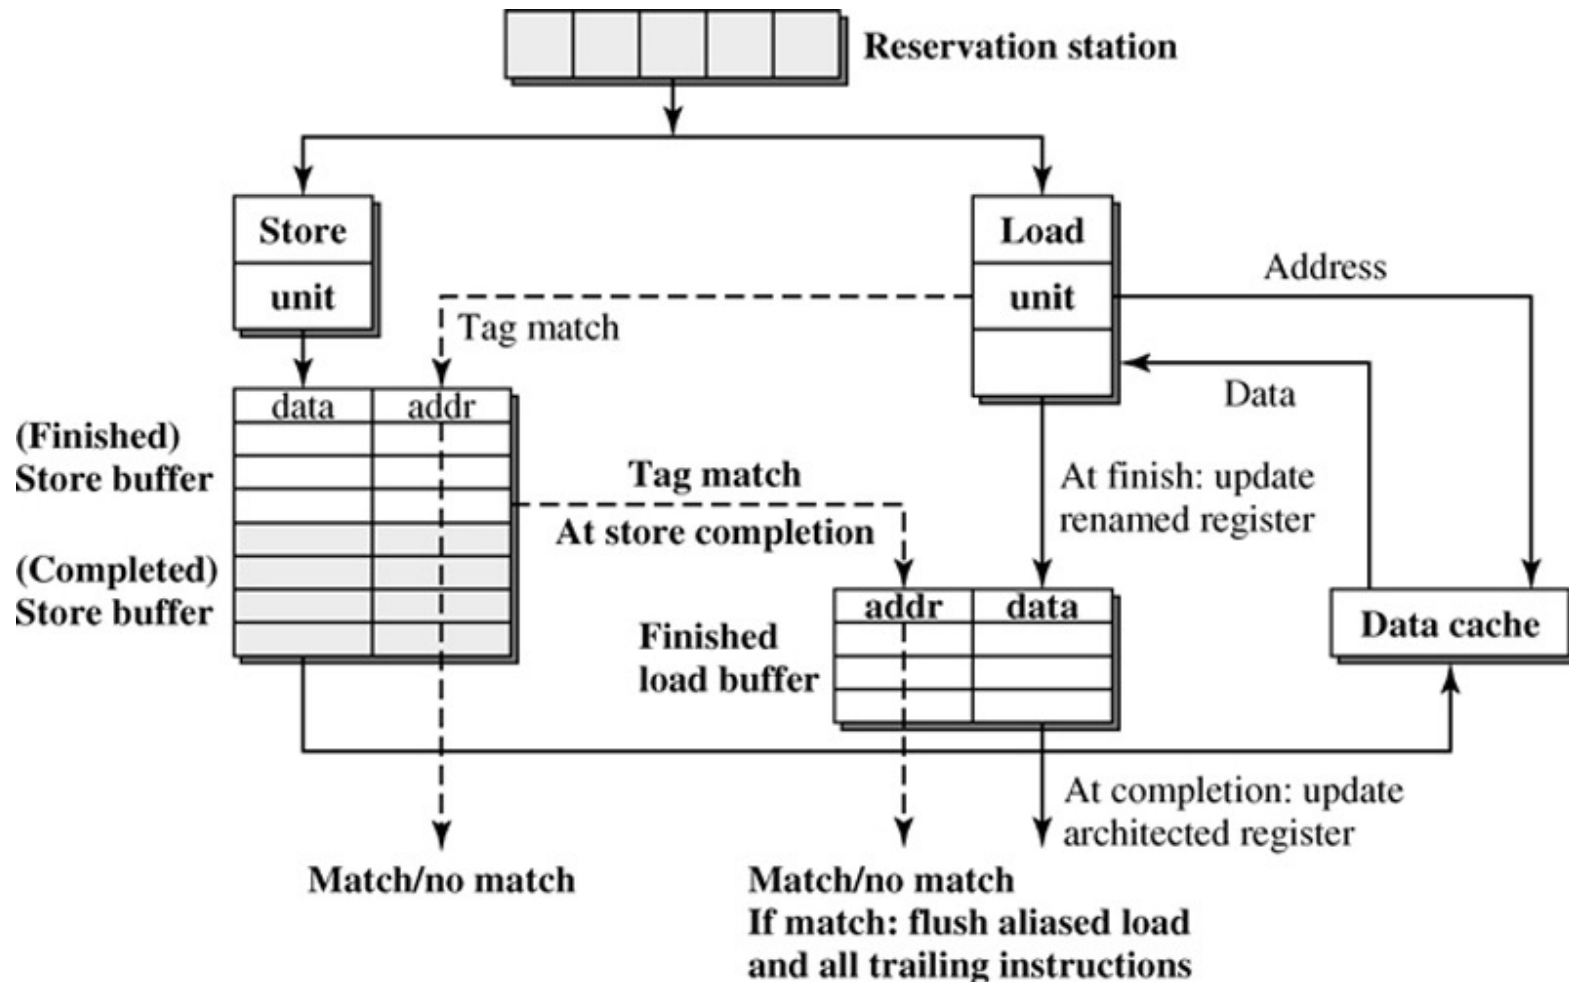 Reservation station
Store
unit
Load
unit
Address
Tag match
Data
data
addr
(Finished)
Store buffer
Tag match
At store completion
At finish: update
renamed register
(Completed)
Store buffer
addr
data
Finished
load buffer
Data cache
At completion: update
architected register
Match/no match
Match/no match
If match: flush aliased load
and all trailing instructions